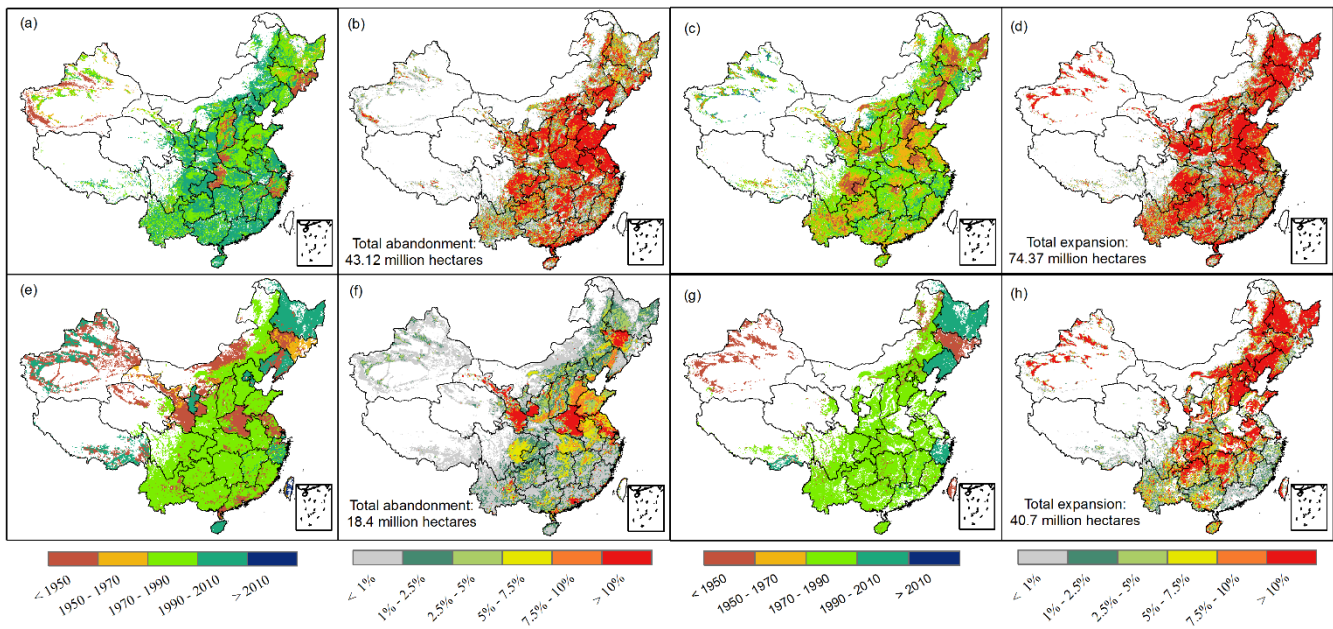 (a)
(b)
(c)
(d)
Total abandonment:
43.12 million hectares
Total expansion:
74.37 million hectares
(e)
(f)
(g)
(h)
Total abandonment:
18.4 million hectares
Total expansion:
40.7 million hectares
< 1950
1950 - 1970
1970 - 1990
1990 - 2010
> 2010
< 1%
1% - 2.5%
2.5% - 5%
5% - 7.5%
7.5% - 10%
> 10%
< 1950
1950 - 1970
1970 - 1990
1990 - 2010
> 2010
< 1%
1% - 2.5%
2.5% - 5%
5% - 7.5%
7.5% - 10%
> 10%